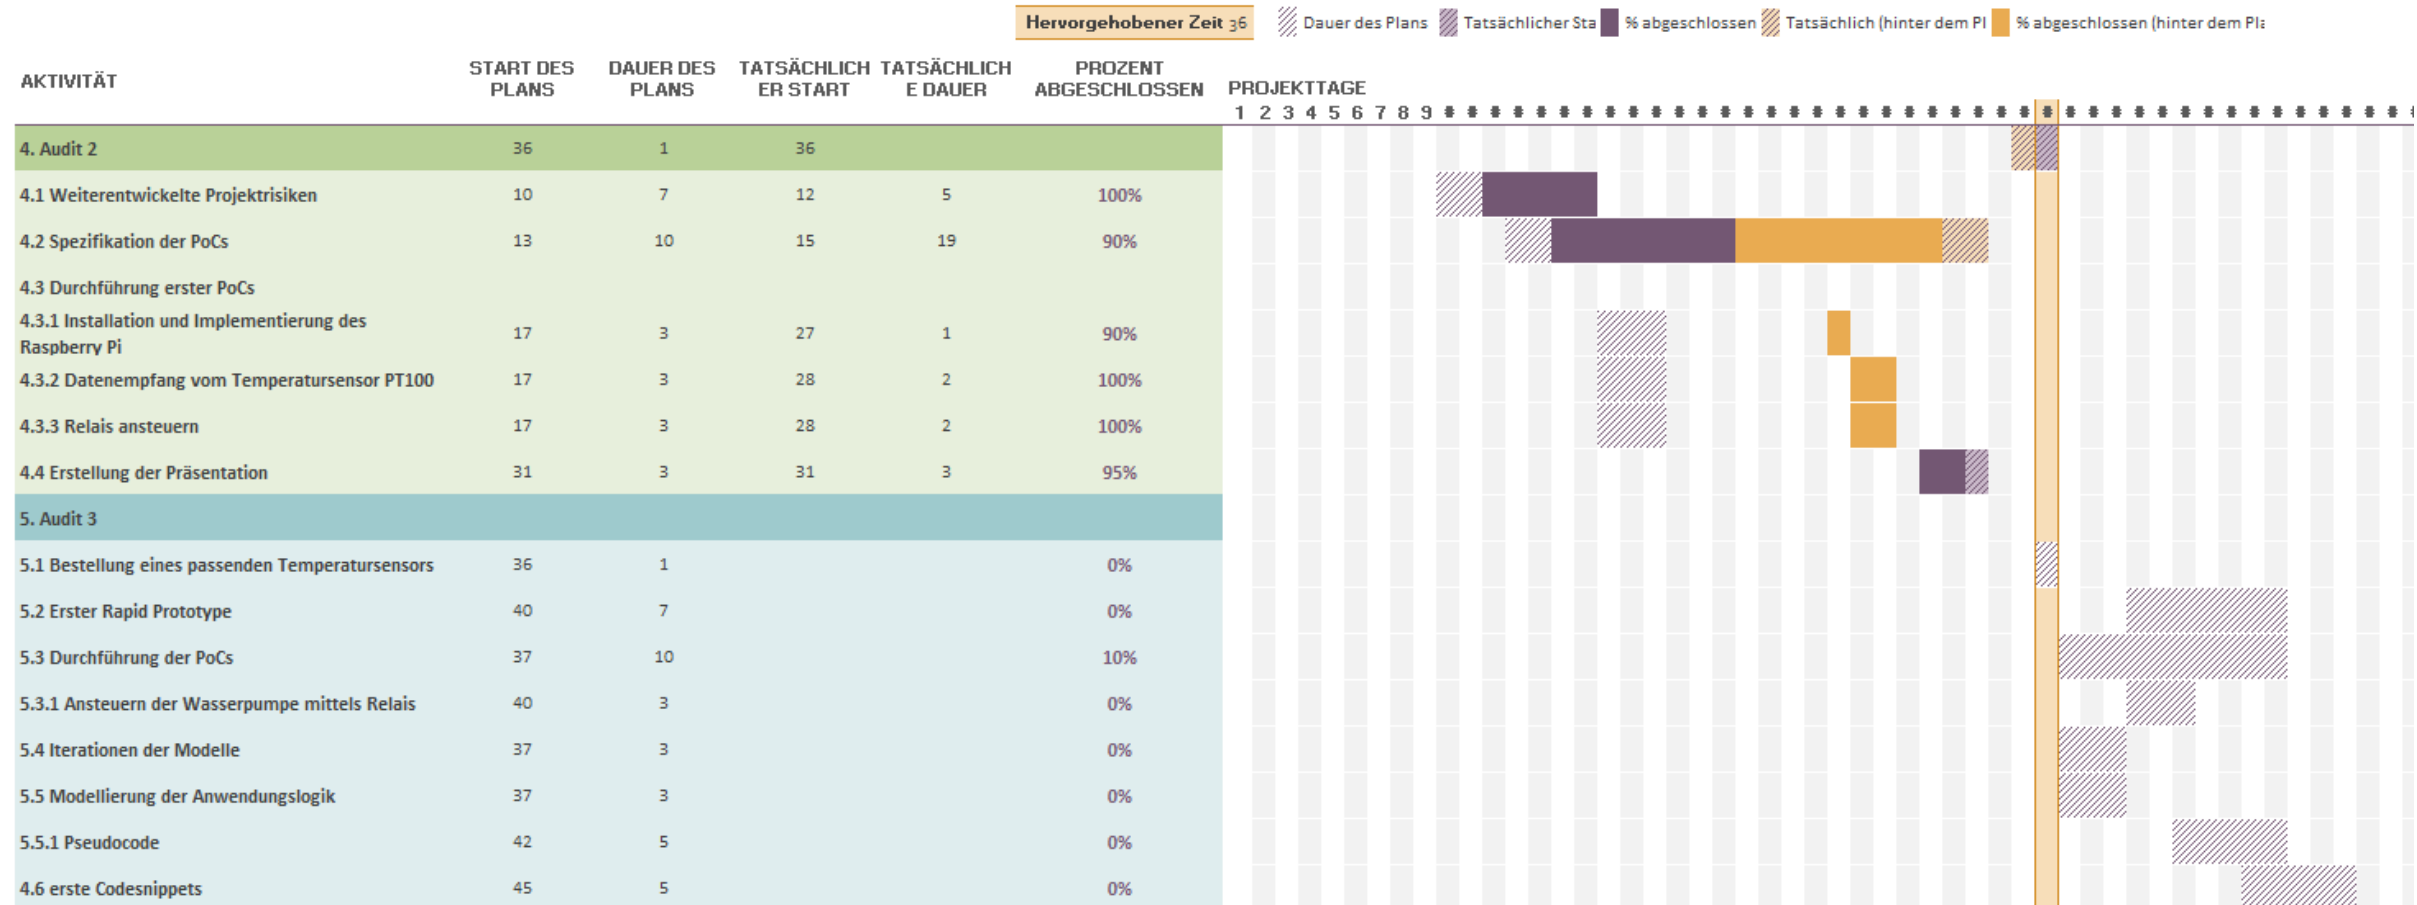 Hervorgehobener Zeit 36 Dauer des Plans Tatsächlicher Sta % abgeschlossen Tatsächlich (hinter dem Pl % abgeschlossen (hinter dem Pla
AKTIVITÄT START DES PLANS DAUER DES PLANS TATSÄCHLICH ER START TATSÄCHLICH E DAUER PROZENT ABGESCHLOSSEN PROJEKTTAGE
1 2 3 4 5 6 7 8 9 # # # # # # # # # # # # # # # # # # # # # # # # # # # # # # # # # # # # # # # # # #
4. Audit 2 36 1 36
4.1 Weiterentwickelte Projektrisiken 10 7 12 5 100%
4.2 Spezifikation der PoCs 13 10 15 19 90%
4.3 Durchführung erster PoCs
4.3.1 Installation und Implementierung des
Raspberry Pi 17 3 27 1 90%
4.3.2 Datenempfang vom Temperatursensor PT100 17 3 28 2 100%
4.3.3 Relais ansteuern 17 3 28 2 100%
4.4 Erstellung der Präsentation 31 3 31 3 95%
5. Audit 3
5.1 Bestellung eines passenden Temperatursensors 36 1 0%
5.2 Erster Rapid Prototype 40 7 0%
5.3 Durchführung der PoCs 37 10 10%
5.3.1 Ansteuern der Wasserpumpe mittels Relais 40 3 0%
5.4 Iterationen der Modelle 37 3 0%
5.5 Modellierung der Anwendungslogik 37 3 0%
5.5.1 Pseudocode 42 5 0%
4.6 erste Codesnippets 45 5 0%